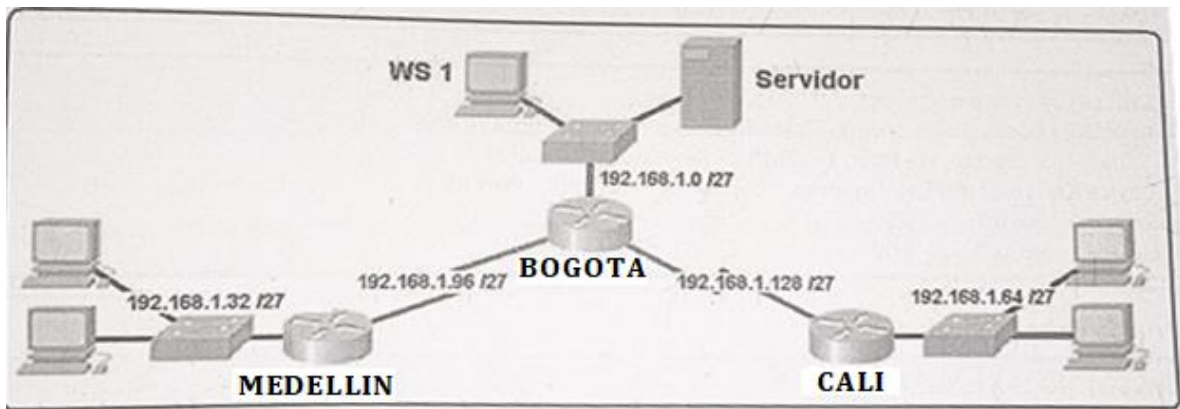 WS 1
Servidor
192.168.1.0 /27
BOGOTA
192.168.1.96 /27
192.168.1.128 /27
192.168.1.32 /27
192.168.1.64 /27
MEDELLIN
CALI